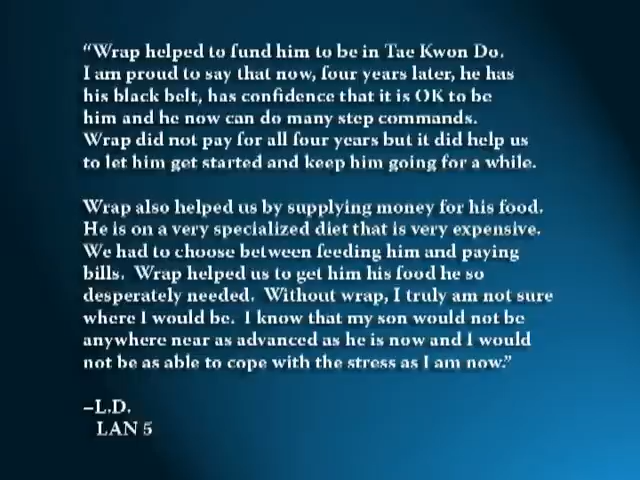 “Wrap helped to fund him to be in Tae Kwon Do.
I am proud to say that now, four years later, he has
his black belt, has confidence that it is OK to be
him and he now can do many step commands.
Wrap did not pay for all four years but it did help us
to let him get started and keep him going for a while.
Wrap also helped us by supplying money for his food.
He is on a very specialized diet that is very expensive.
We had to choose between feeding him and paying
bills.  Wrap helped us to get him his food he so
desperately needed.  Without wrap, I truly am not sure
where I would be.  I know that my son would not be
anywhere near as advanced as he is now and I would
not be as able to cope with the stress as I am now.”
–L.D.
LAN 5